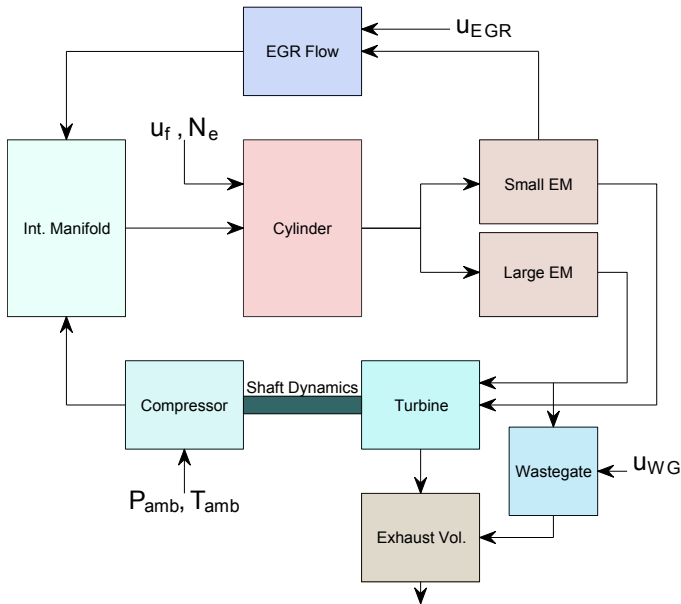 EGR Flow
u_EGR
u_f , N_e
Int. Manifold
Cylinder
Small EM
Large EM
Compressor
Shaft Dynamics
Turbine
Wastegate
u_WG
P_amb, T_amb
Exhaust Vol.